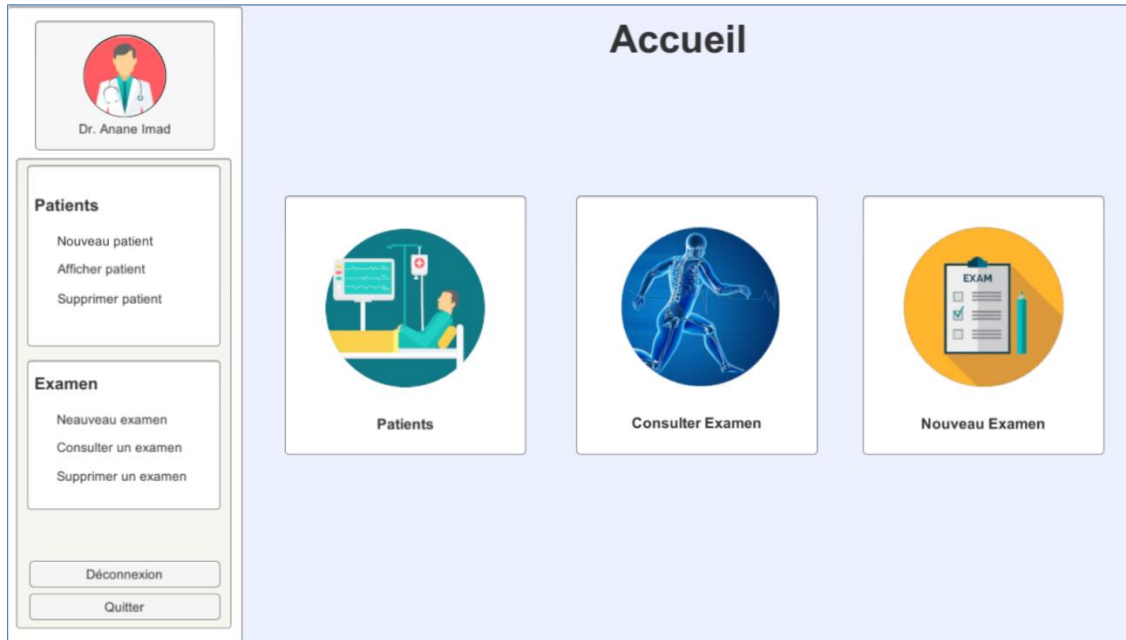 Accueil
Dr. Anane Imad
Patients
Nouveau patient
Afficher patient
Supprimer patient
Examen
Neauveau examen
Consulter un examen
Supprimer un examen
Déconnexion
Quitter
Patients
Consulter Examen
EXAM
Nouveau Examen